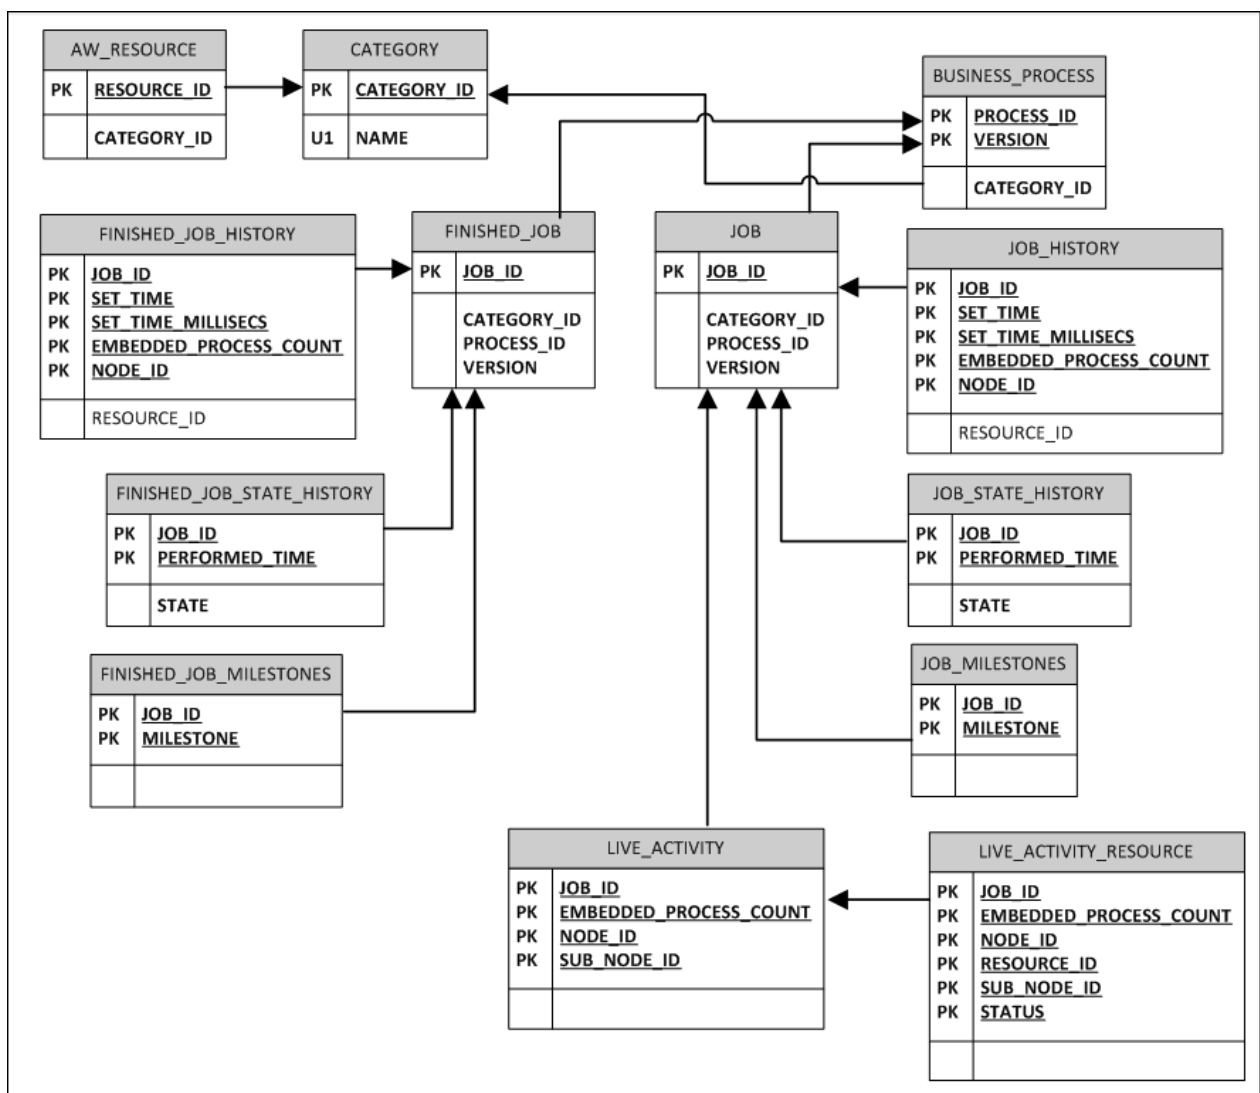 AW_RESOURCE
PK RESOURCE_ID
CATEGORY_ID
CATEGORY
PK CATEGORY_ID
U1 NAME
BUSINESS_PROCESS
PK PROCESS_ID
PK VERSION
CATEGORY_ID
FINISHED_JOB_HISTORY
PK JOB_ID
PK SET_TIME
PK SET_TIME_MILLISECS
PK EMBEDDED_PROCESS_COUNT
PK NODE_ID
RESOURCE_ID
FINISHED_JOB
PK JOB_ID
CATEGORY_ID
PROCESS_ID
VERSION
JOB
PK JOB_ID
CATEGORY_ID
PROCESS_ID
VERSION
JOB_HISTORY
PK JOB_ID
PK SET_TIME
PK SET_TIME_MILLISECS
PK EMBEDDED_PROCESS_COUNT
PK NODE_ID
RESOURCE_ID
FINISHED_JOB_STATE_HISTORY
PK JOB_ID
PK PERFORMED_TIME
STATE
JOB_STATE_HISTORY
PK JOB_ID
PK PERFORMED_TIME
STATE
FINISHED_JOB_MILESTONES
PK JOB_ID
PK MILESTONE
JOB_MILESTONES
PK JOB_ID
PK MILESTONE
LIVE_ACTIVITY
PK JOB_ID
PK EMBEDDED_PROCESS_COUNT
PK NODE_ID
PK SUB_NODE_ID
LIVE_ACTIVITY_RESOURCE
PK JOB_ID
PK EMBEDDED_PROCESS_COUNT
PK NODE_ID
PK RESOURCE_ID
PK SUB_NODE_ID
PK STATUS